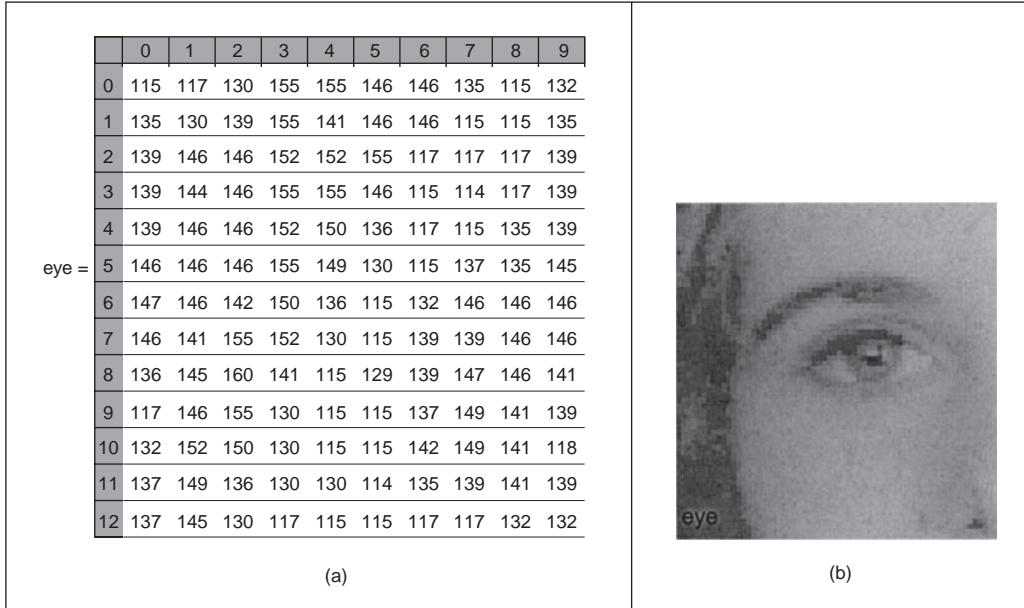 0 1 2 3 4 5 6 7 8 9
0 115 117 130 155 155 146 146 135 115 132
1 135 130 139 155 141 146 146 115 115 135
2 139 146 146 152 152 155 117 117 117 139
3 139 144 146 155 155 146 115 114 117 139
4 139 146 146 152 150 136 117 115 135 139
eye = 5 146 146 146 155 149 130 115 137 135 145
6 147 146 142 150 136 115 132 146 146 146
7 146 141 155 152 130 115 139 139 146 146
8 136 145 160 141 115 129 139 147 146 141
9 117 146 155 130 115 115 137 149 141 139
10 132 152 150 130 115 115 142 149 141 118
11 137 149 136 130 130 114 135 139 141 139
12 137 145 130 117 115 115 117 117 132 132
(a)
eye
(b)